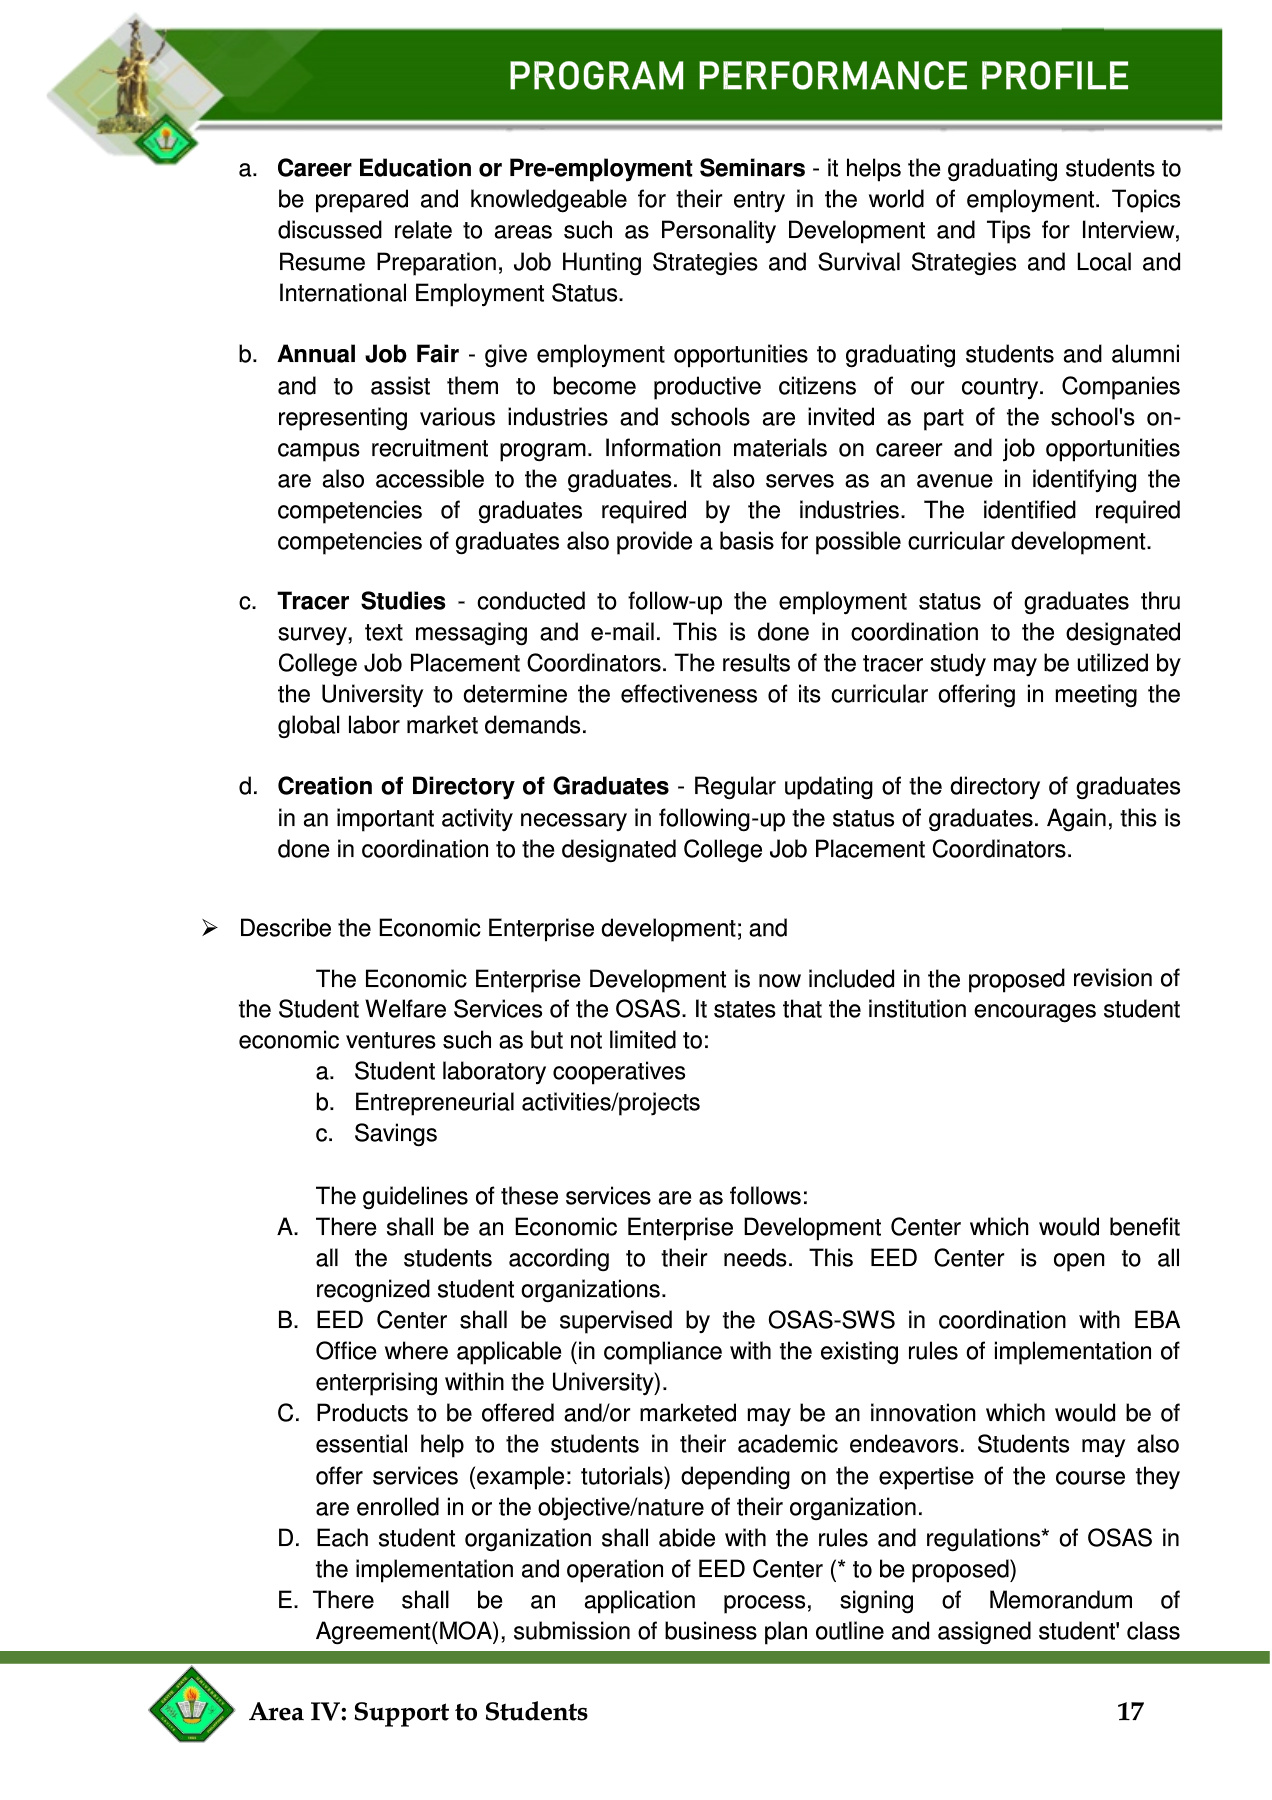 PROGRAM PERFORMANCE PROFILE
a. Career Education or Pre-employment Seminars - it helps the graduating students to
be prepared and knowledgeable for their entry in the world of employment. Topics
discussed relate to areas such as Personality Development and Tips for Interview,
Resume Preparation, Job Hunting Strategies and Survival Strategies and Local and
International Employment Status.
b. Annual Job Fair - give employment opportunities to graduating students and alumni
and to assist them to become productive citizens of our country. Companies
representing various industries and schools are invited as part of the school's on-
campus recruitment program. Information materials on career and job opportunities
are also accessible to the graduates. It also serves as an avenue in identifying the
competencies of graduates required by the industries. The identified required
competencies of graduates also provide a basis for possible curricular development.
c. Tracer Studies - conducted to follow-up the employment status of graduates thru
survey, text messaging and e-mail. This is done in coordination to the designated
College Job Placement Coordinators. The results of the tracer study may be utilized by
the University to determine the effectiveness of its curricular offering in meeting the
global labor market demands.
d. Creation of Directory of Graduates - Regular updating of the directory of graduates
in an important activity necessary in following-up the status of graduates. Again, this is
done in coordination to the designated College Job Placement Coordinators.
➢ Describe the Economic Enterprise development; and
The Economic Enterprise Development is now included in the proposed revision of
the Student Welfare Services of the OSAS. It states that the institution encourages student
economic ventures such as but not limited to:
a. Student laboratory cooperatives
b. Entrepreneurial activities/projects
c. Savings
The guidelines of these services are as follows:
A. There shall be an Economic Enterprise Development Center which would benefit
all the students according to their needs. This EED Center is open to all
recognized student organizations.
B. EED Center shall be supervised by the OSAS-SWS in coordination with EBA
Office where applicable (in compliance with the existing rules of implementation of
enterprising within the University).
C. Products to be offered and/or marketed may be an innovation which would be of
essential help to the students in their academic endeavors. Students may also
offer services (example: tutorials) depending on the expertise of the course they
are enrolled in or the objective/nature of their organization.
D. Each student organization shall abide with the rules and regulations* of OSAS in
the implementation and operation of EED Center (* to be proposed)
E. There shall be an application process, signing of Memorandum of
Agreement(MOA), submission of business plan outline and assigned student' class
Area IV: Support to Students 17